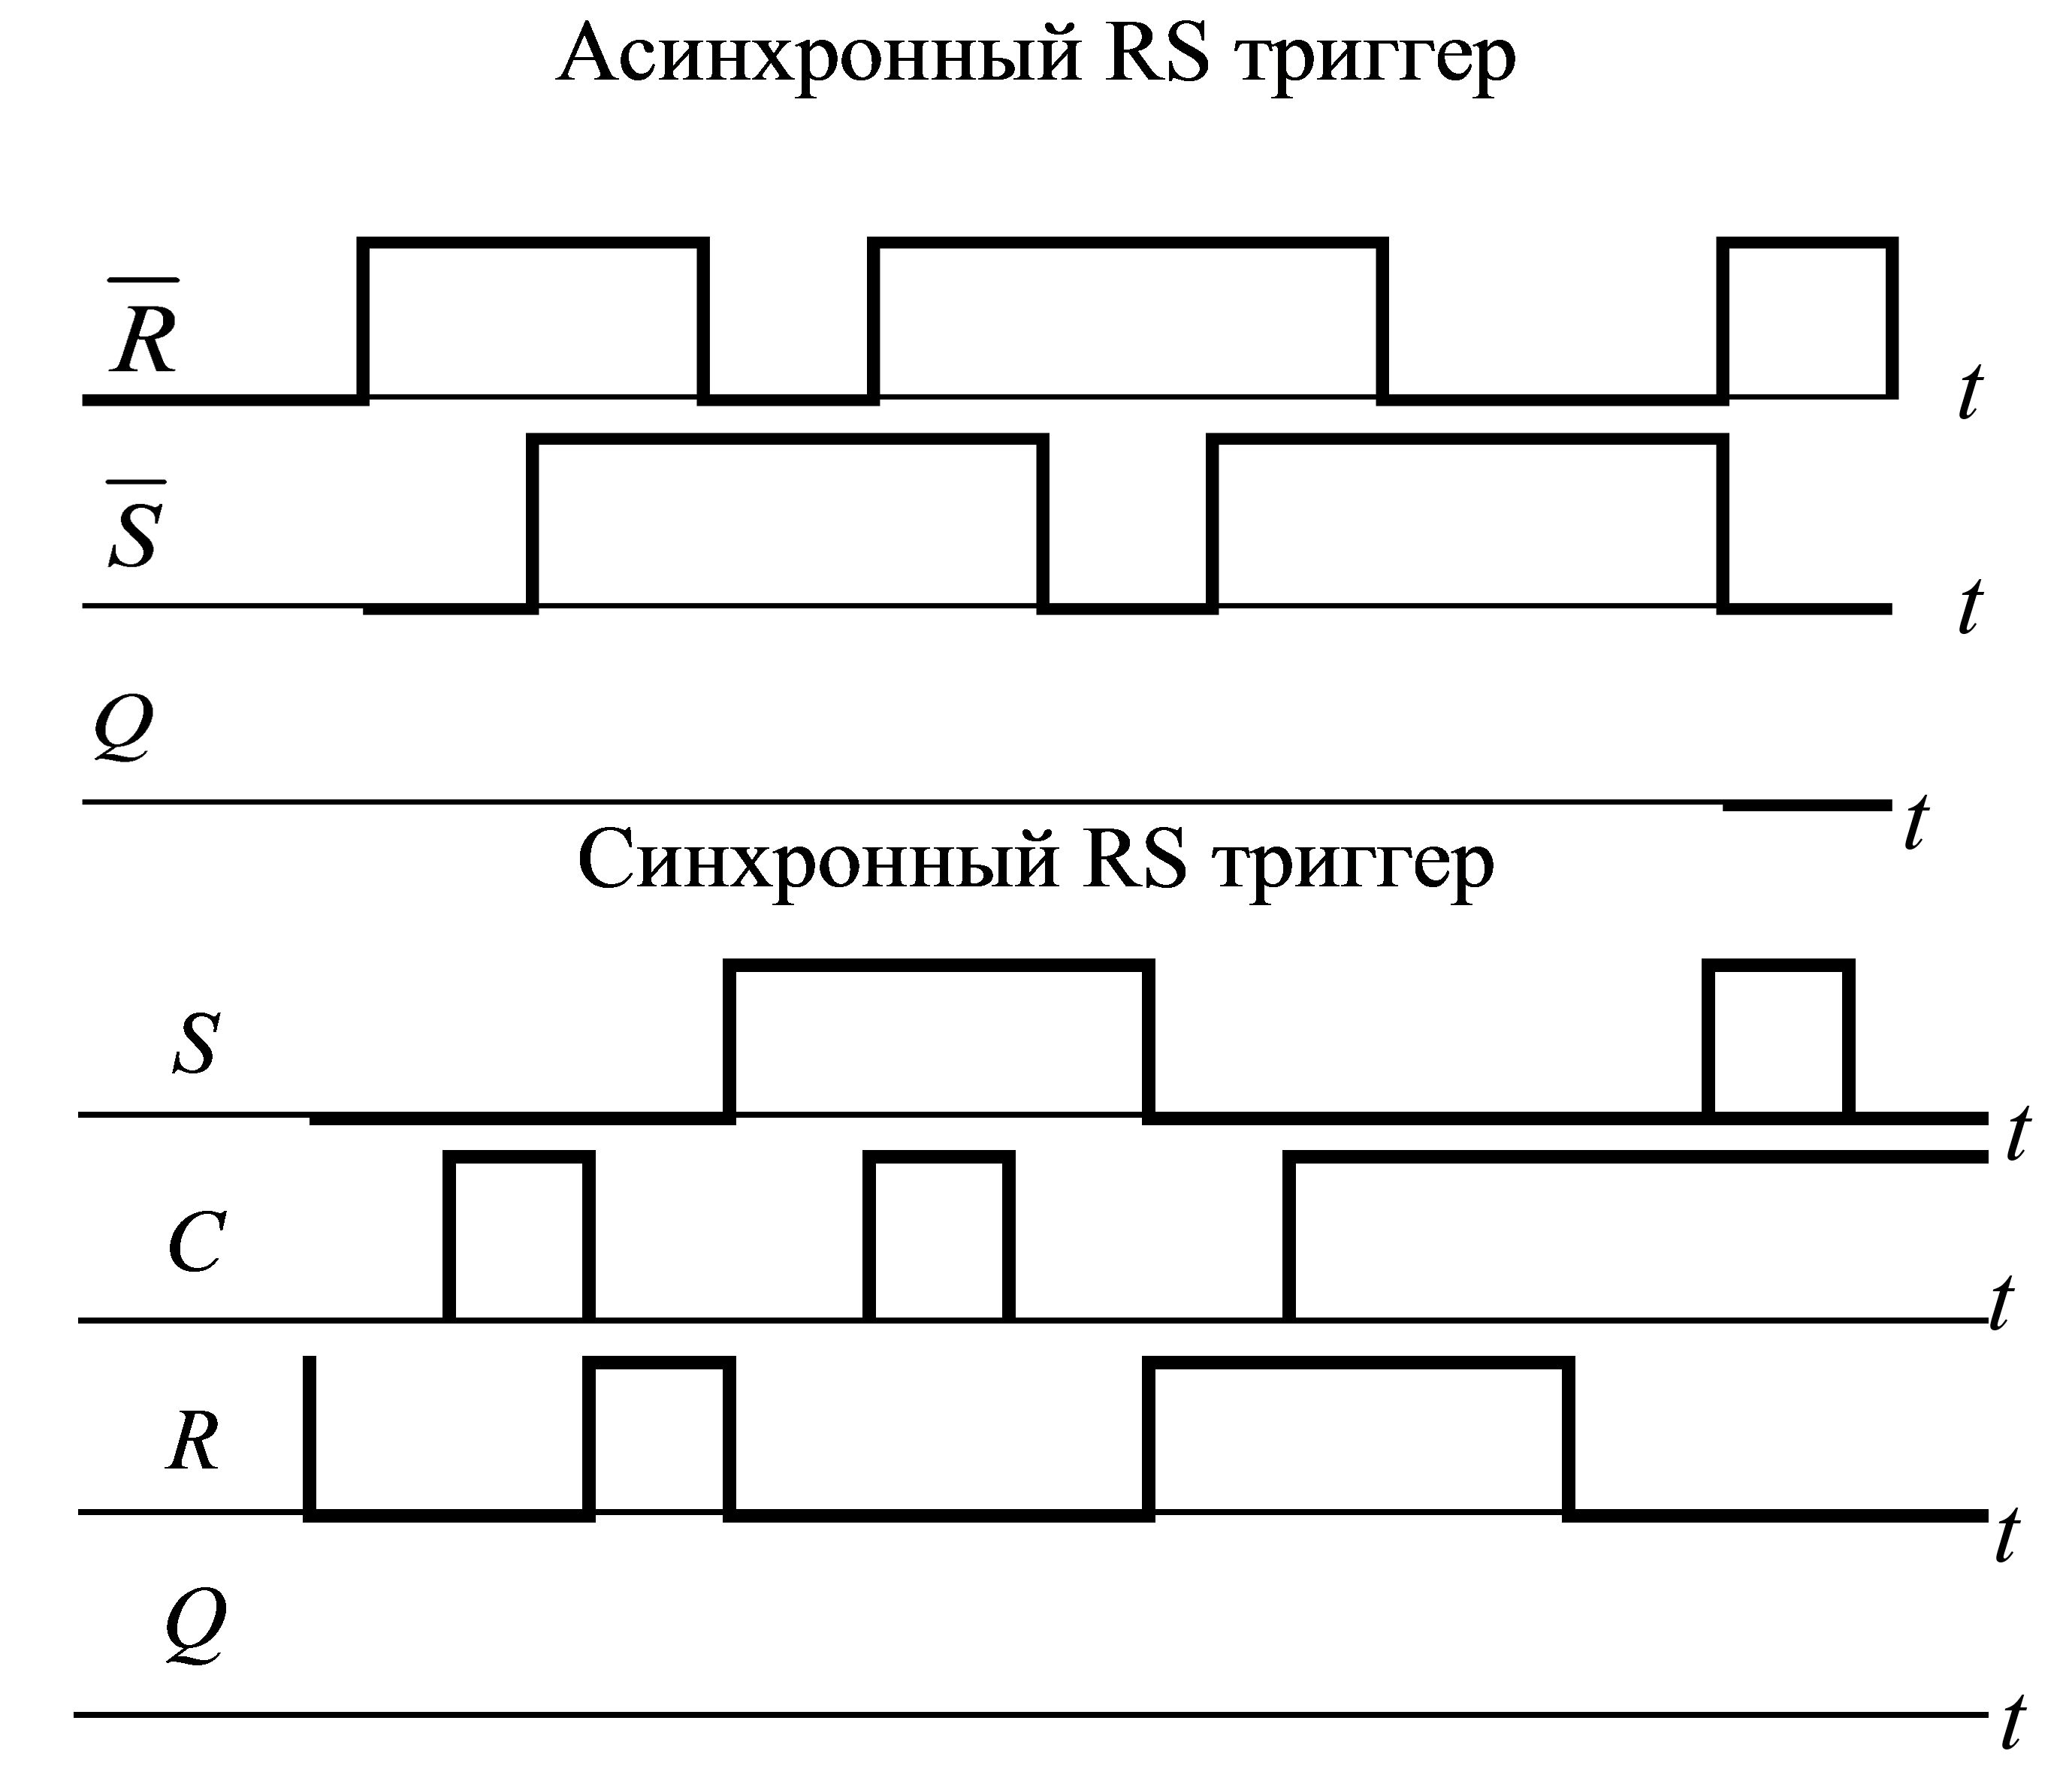 Асинхронный RS триггер
R
t
S
t
Q
t
Синхронный RS триггер
S
t
C
t
R
t
Q
t